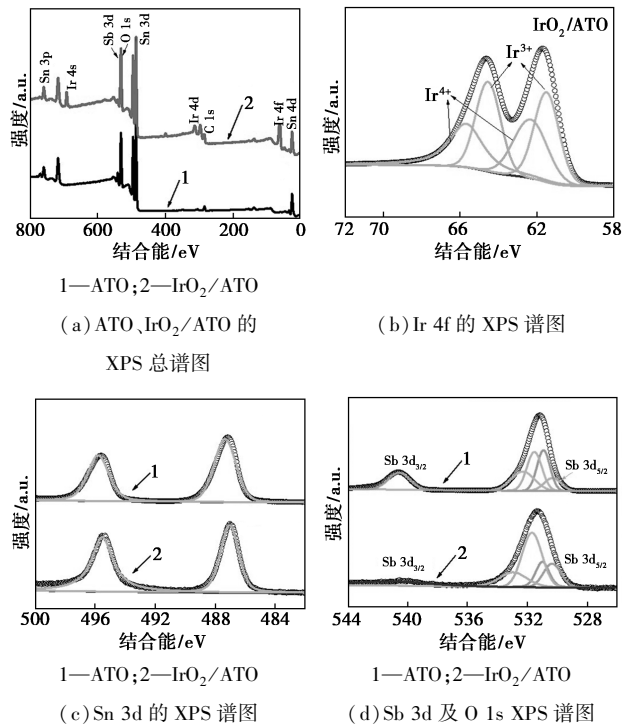 Sb 3d
O 1s
Sn 3d
Sn 3p
Ir 4s
Ir 4d
C 1s
Ir 4f
Sn 4d
2
1
强度/a.u.
800 600 400 200 0
结合能/eV
1—ATO;2—IrO₂/ATO
(a)ATO、IrO₂/ATO 的
XPS 总谱图
IrO₂/ATO
Ir³⁺
Ir⁴⁺
强度/a.u.
72 70 66 62 58
结合能/eV
(b)Ir 4f 的 XPS 谱图
1
2
强度/a.u.
500 496 492 488 484
结合能/eV
1—ATO;2—IrO₂/ATO
(c)Sn 3d 的 XPS 谱图
1
Sb 3d₃/₂
Sb 3d₅/₂
Sb 3d₃/₂
2
Sb 3d₅/₂
强度/a.u.
544 540 536 532 528
结合能/eV
1—ATO;2—IrO₂/ATO
(d)Sb 3d 及 O 1s XPS 谱图